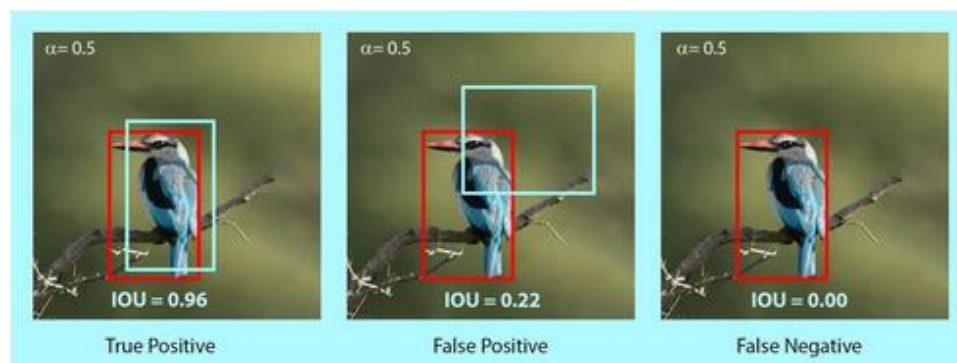 α= 0.5
IOU = 0.96
True Positive
α= 0.5
IOU = 0.22
False Positive
α= 0.5
IOU = 0.00
False Negative